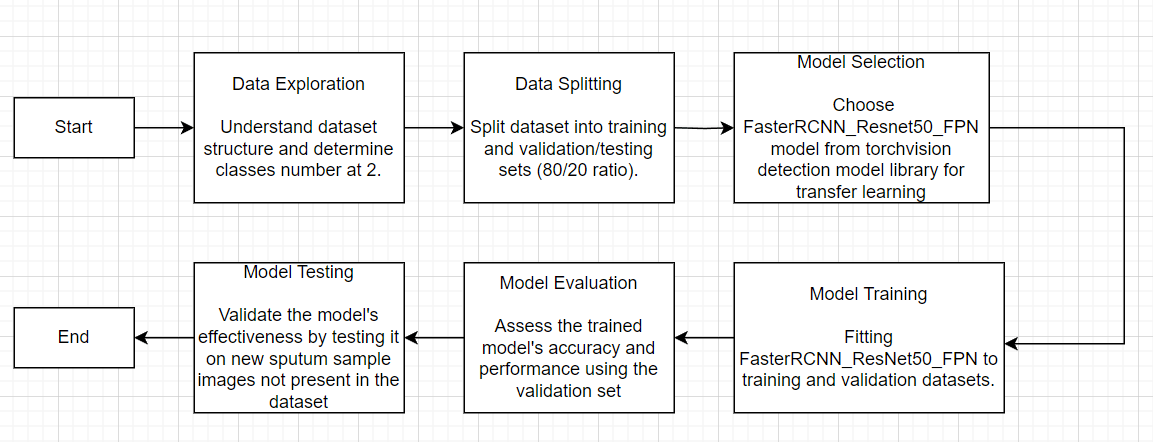 Start
Data Exploration
Understand dataset
structure and determine
classes number at 2.
Data Splitting
Split dataset into training
and validation/testing
sets (80/20 ratio).
Model Selection
Choose
FasterRCNN_Resnet50_FPN
model from torchvision
detection model library for
transfer learning
Model Training
Fitting
FasterRCNN_ResNet50_FPN to
training and validation datasets.
Model Evaluation
Assess the trained
model's accuracy and
performance using the
validation set
Model Testing
Validate the model's
effectiveness by testing it
on new sputum sample
images not present in the
dataset
End